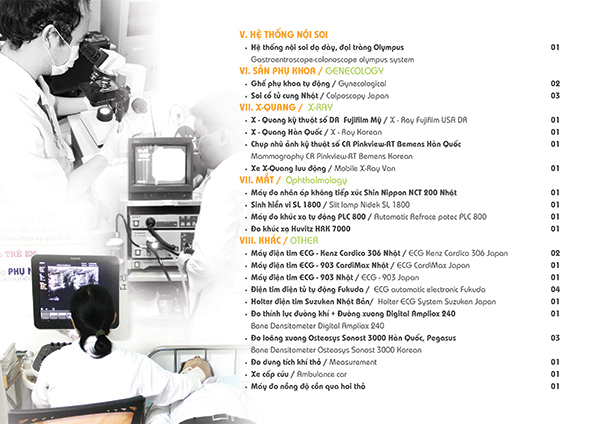 V. HỆ THỐNG NỘI SOI
• Hệ thống nội soi dạ dày, đại tràng Olympus 01
Gastroentroscope-colonoscope olympus system
VI. SẢN PHỤ KHOA / GENECOLOGY
• Ghế phụ khoa tự động / Gynecological 02
• Soi cổ tử cung Nhật / Colposcopy Japan 03
VII. X-QUANG / X-RAY
• X - Quang kỹ thuật số DR Fujifilm Mỹ / X - Ray Fujifilm USA DR 01
• X - Quang Hàn Quốc / X - Ray Korean 01
• Chụp nhũ ảnh kỹ thuật số CR Pinkview-RT Bemens Hàn Quốc 01
Mammography CR Pinkview-RT Bemens Korean
• Xe X-Quang lưu động / Mobile X-Ray Van 01
VII. MẮT / Ophthalmology
• Máy đo nhãn áp không tiếp xúc Shin Nippon NCT 200 Nhật 01
• Sinh hiển vi SL 1800 / Slit lamp Nidek SL 1800 01
• Máy đo khúc xạ tự động PLC 800 / Automatic Refrace potec PLC 800 01
• Đo khúc xạ Huvitz HRK 7000 01
VIII. KHÁC / OTHER
• Máy điện tim ECG - Kenz Cardico 306 Nhật / ECG Kenz Cardico 306 Japan 02
• Máy điện tim ECG - 903 CardiMax Nhật / ECG CardiMax Japan 01
• Máy điện tim ECG - 903 Nhật / ECG - 903 Japan 01
• Điện tim điện tử tự động Fukuda / ECG automatic electronic Fukuda 04
• Holter điện tim Suzuken Nhật Bản/ Holter ECG System Suzuken Japan 01
• Đo thính lực đường khí + Đường xương Digital Ampliox 240 01
Bone Densitometer Digital Ampliox 240
• Đo loãng xương Osteosys Sonost 3000 Hàn Quốc, Pegasus 03
Bone Densitometer Osteosys Sonost 3000 Korean
• Đo dung tích khí thở / Measurement 01
• Xe cấp cứu / Ambulance car 01
• Máy đo nồng độ cồn qua hơi thở 01
TRẺ EM
PHỤ